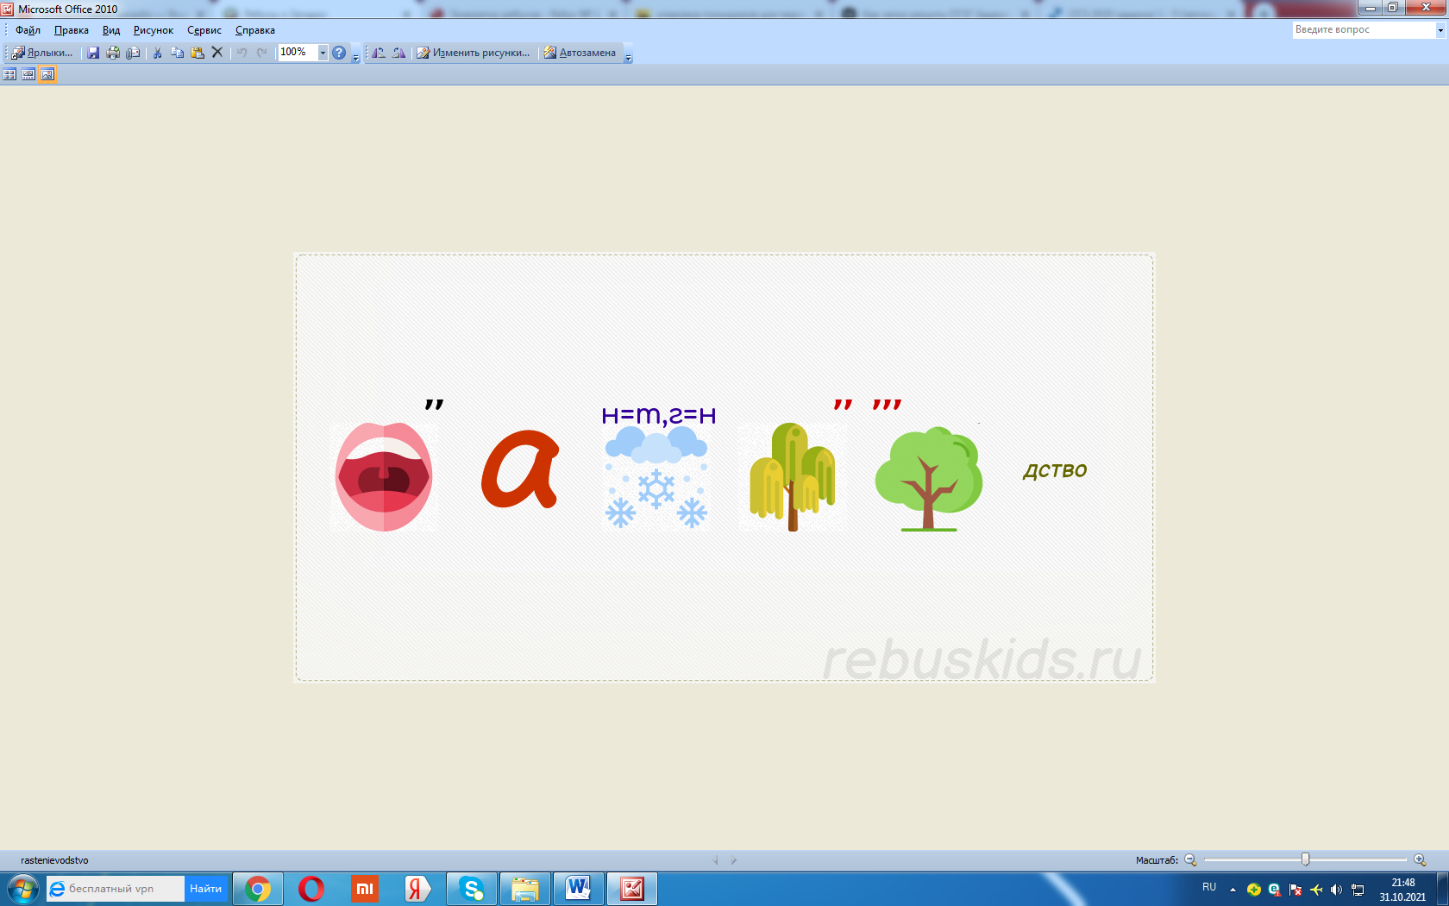 Microsoft Office 2010
Файл Правка Вид Рисунок Сервис Справка
Введите вопрос
Ярлыки... 100% Изменить рисунки... Автозамена
н=т,г=н
а
дство
rebuskids.ru
rastenievodstvo
Масштаб:
бесплатный vpn Найти
RU
21:48
31.10.2021